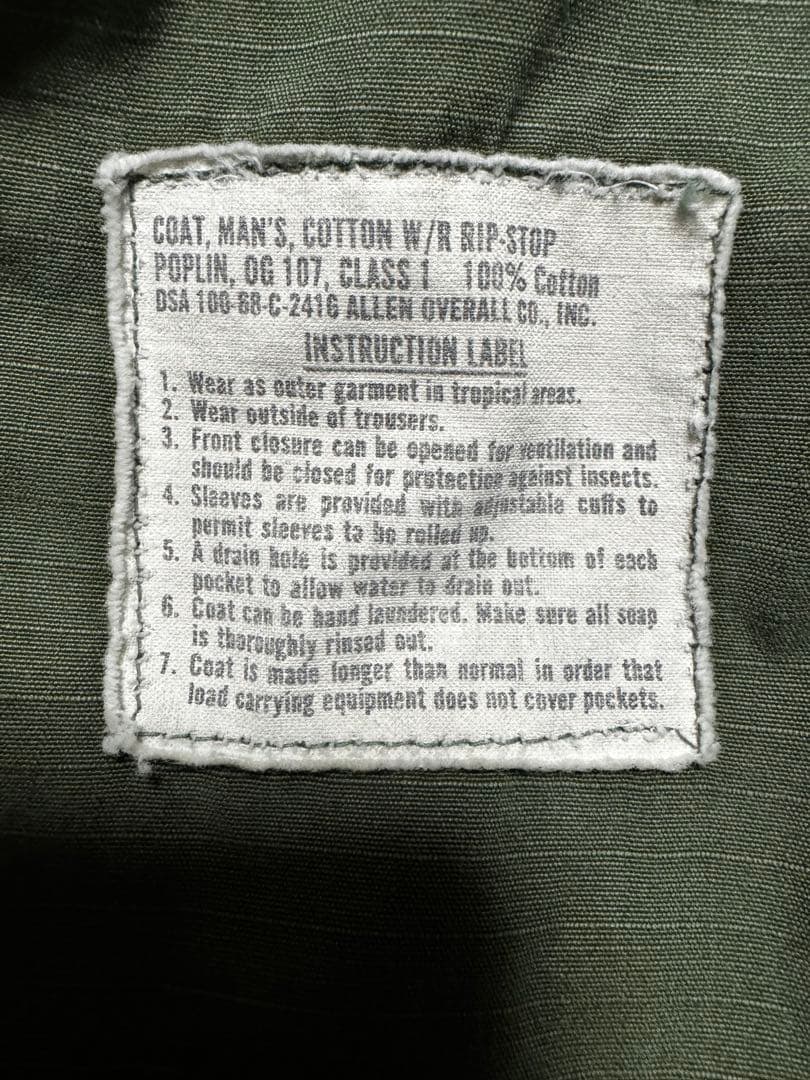 COAT, MAN'S, COTTON W/R RIP-STOP
POPLIN, OG 107, CLASS 1 100% Cotton
DSA 100-68-C-2416 ALLEN OVERALL CO., INC.
INSTRUCTION LABEL
1. Wear as outer garment in tropical areas.
2. Wear outside of trousers.
3. Front closure can be opened for ventilation and
should be closed for protection against insects.
4. Sleeves are provided with adjustable cuffs to
permit sleeves to be rolled up.
5. A drain hole is provided at the bottom of each
pocket to allow water to drain out.
6. Coat can be hand laundered. Make sure all soap
is thoroughly rinsed out.
7. Coat is made longer than normal in order that
load carrying equipment does not cover pockets.